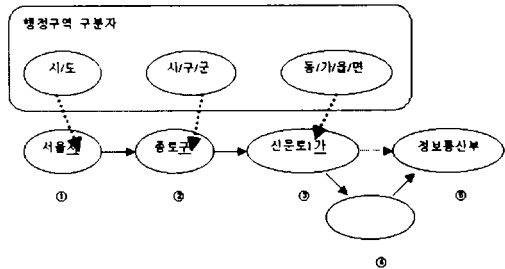 행정구역 구분자
시/도
시/구/군
동/가/읍/면
서울시
종로구
신문로1가
정보통신부
①
②
③
⑤
④